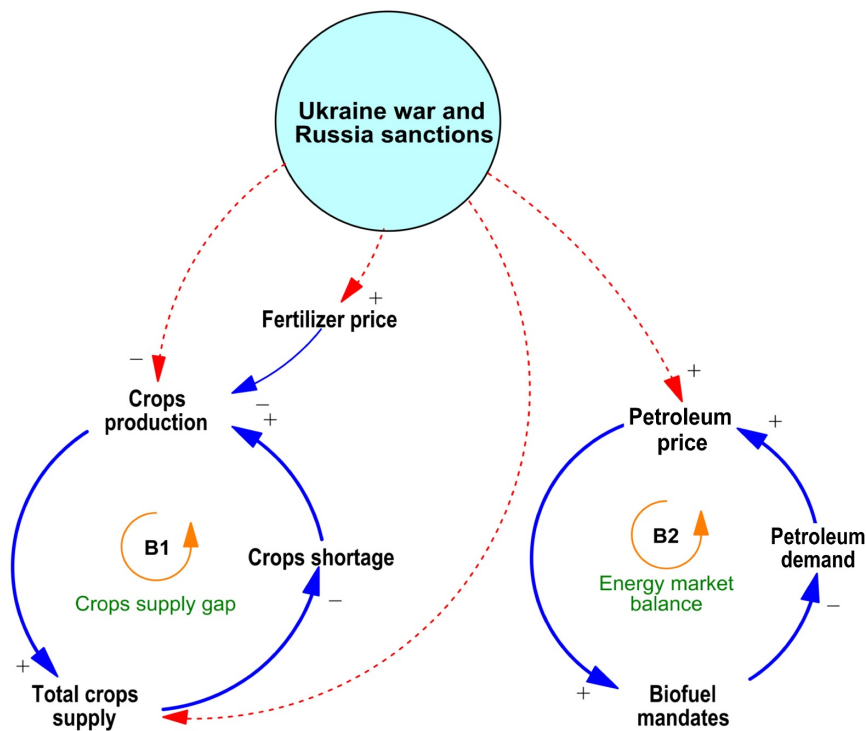 Ukraine war and
Russia sanctions
+
Fertilizer price
–
–
+
Crops
production
+
Petroleum
price
+
B1
Crops supply gap
Crops shortage
–
B2
Energy market
balance
Petroleum
demand
–
+
Total crops
supply
+
Biofuel
mandates